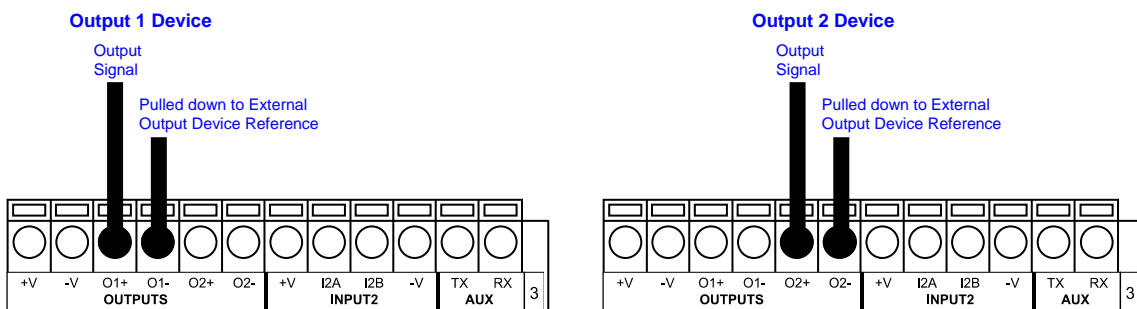 Output 1 Device
Output
Signal
Pulled down to External
Output Device Reference
+V -V O1+ O1- O2+ O2- +V I2A I2B -V TX RX
OUTPUTS INPUT2 AUX 3
Output 2 Device
Output
Signal
Pulled down to External
Output Device Reference
+V -V O1+ O1- O2+ O2- +V I2A I2B -V TX RX
OUTPUTS INPUT2 AUX 3